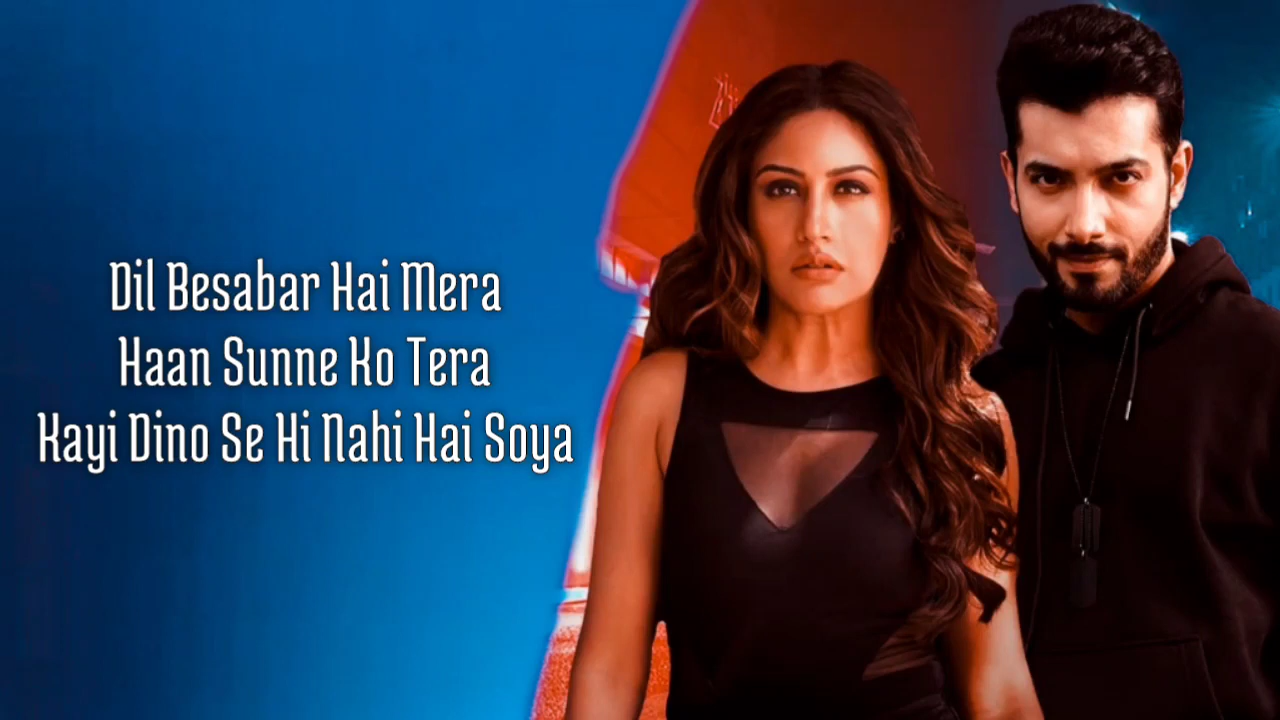 Dil Besabar Hai Mera
Haan Sunne Ko Tera
Kayi Dino Se Hi Nahi Hai Soya